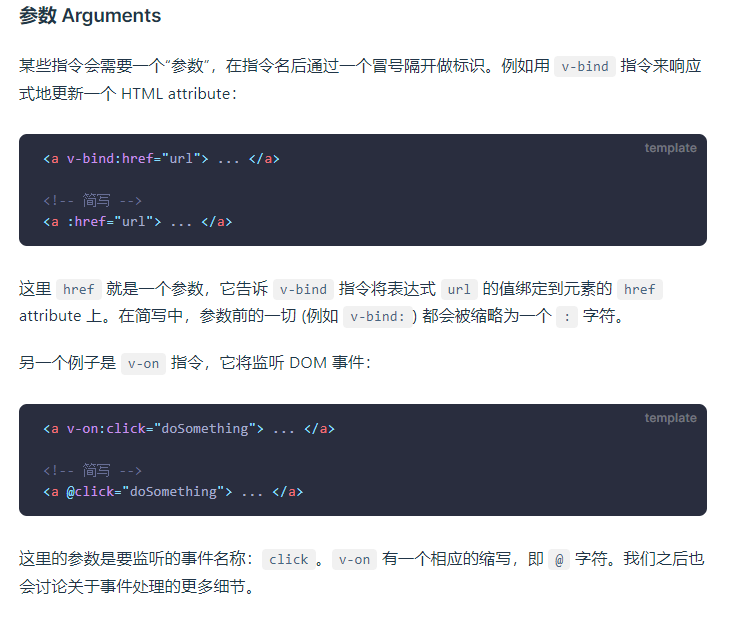 参数 Arguments
某些指令会需要一个“参数”，在指令名后通过一个冒号隔开做标识。例如用 v-bind 指令来响应
式地更新一个 HTML attribute：
template
<a v-bind:href="url"> ... </a>
<!-- 简写 -->
<a :href="url"> ... </a>
这里 href 就是一个参数，它告诉 v-bind 指令将表达式 url 的值绑定到元素的 href
attribute 上。在简写中，参数前的一切 (例如 v-bind:) 都会被缩略为一个 : 字符。
另一个例子是 v-on 指令，它将监听 DOM 事件：
template
<a v-on:click="doSomething"> ... </a>
<!-- 简写 -->
<a @click="doSomething"> ... </a>
这里的参数是要监听的事件名称：click。v-on 有一个相应的缩写，即 @ 字符。我们之后也
会讨论关于事件处理的更多细节。